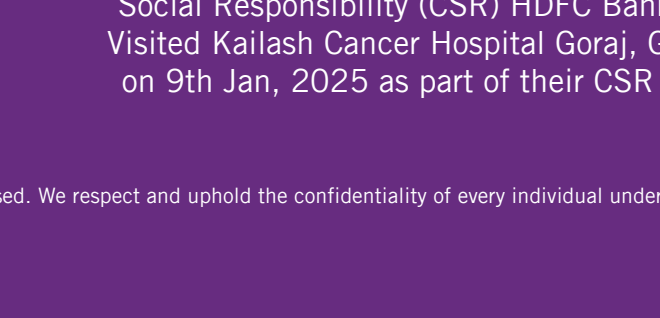 Social Responsibility (CSR) HDFC Bank
Visited Kailash Cancer Hospital Goraj, G
on 9th Jan, 2025 as part of their CSR
sed. We respect and uphold the confidentiality of every individual under